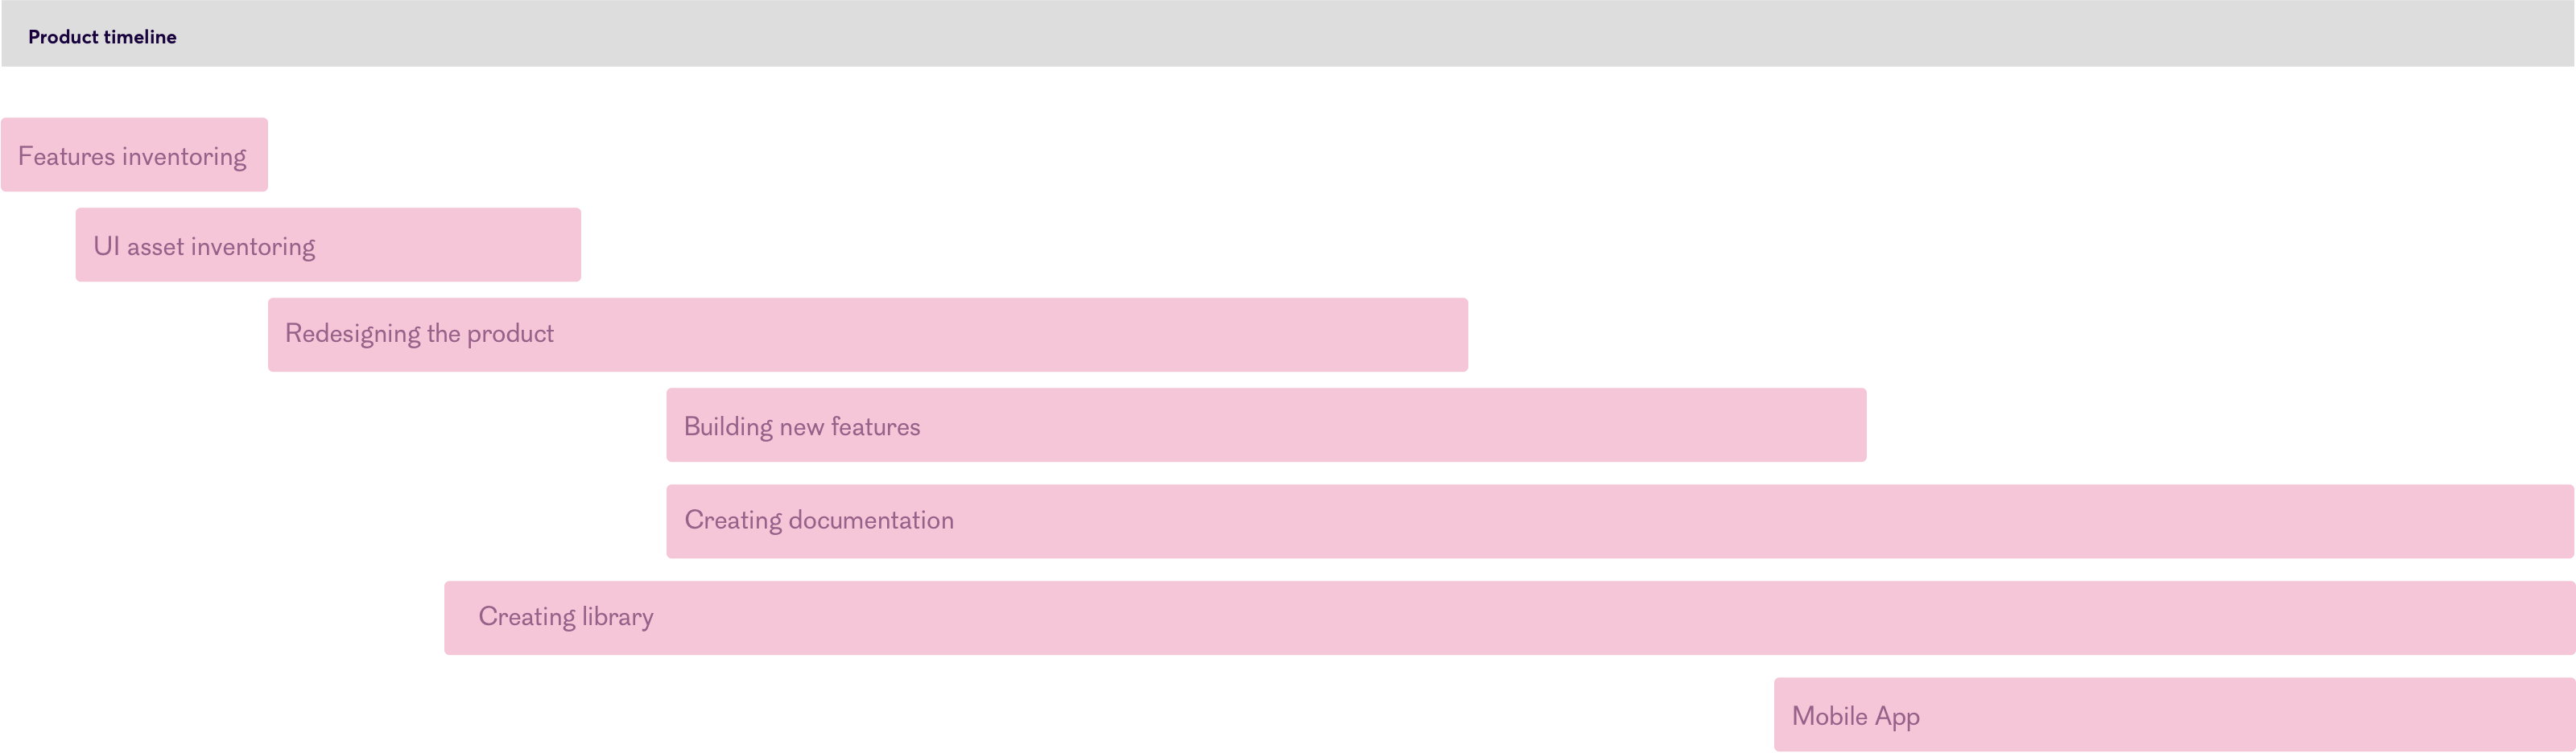 Product timeline
Features inventoring
UI asset inventoring
Redesigning the product
Building new features
Creating documentation
Creating library
Mobile App